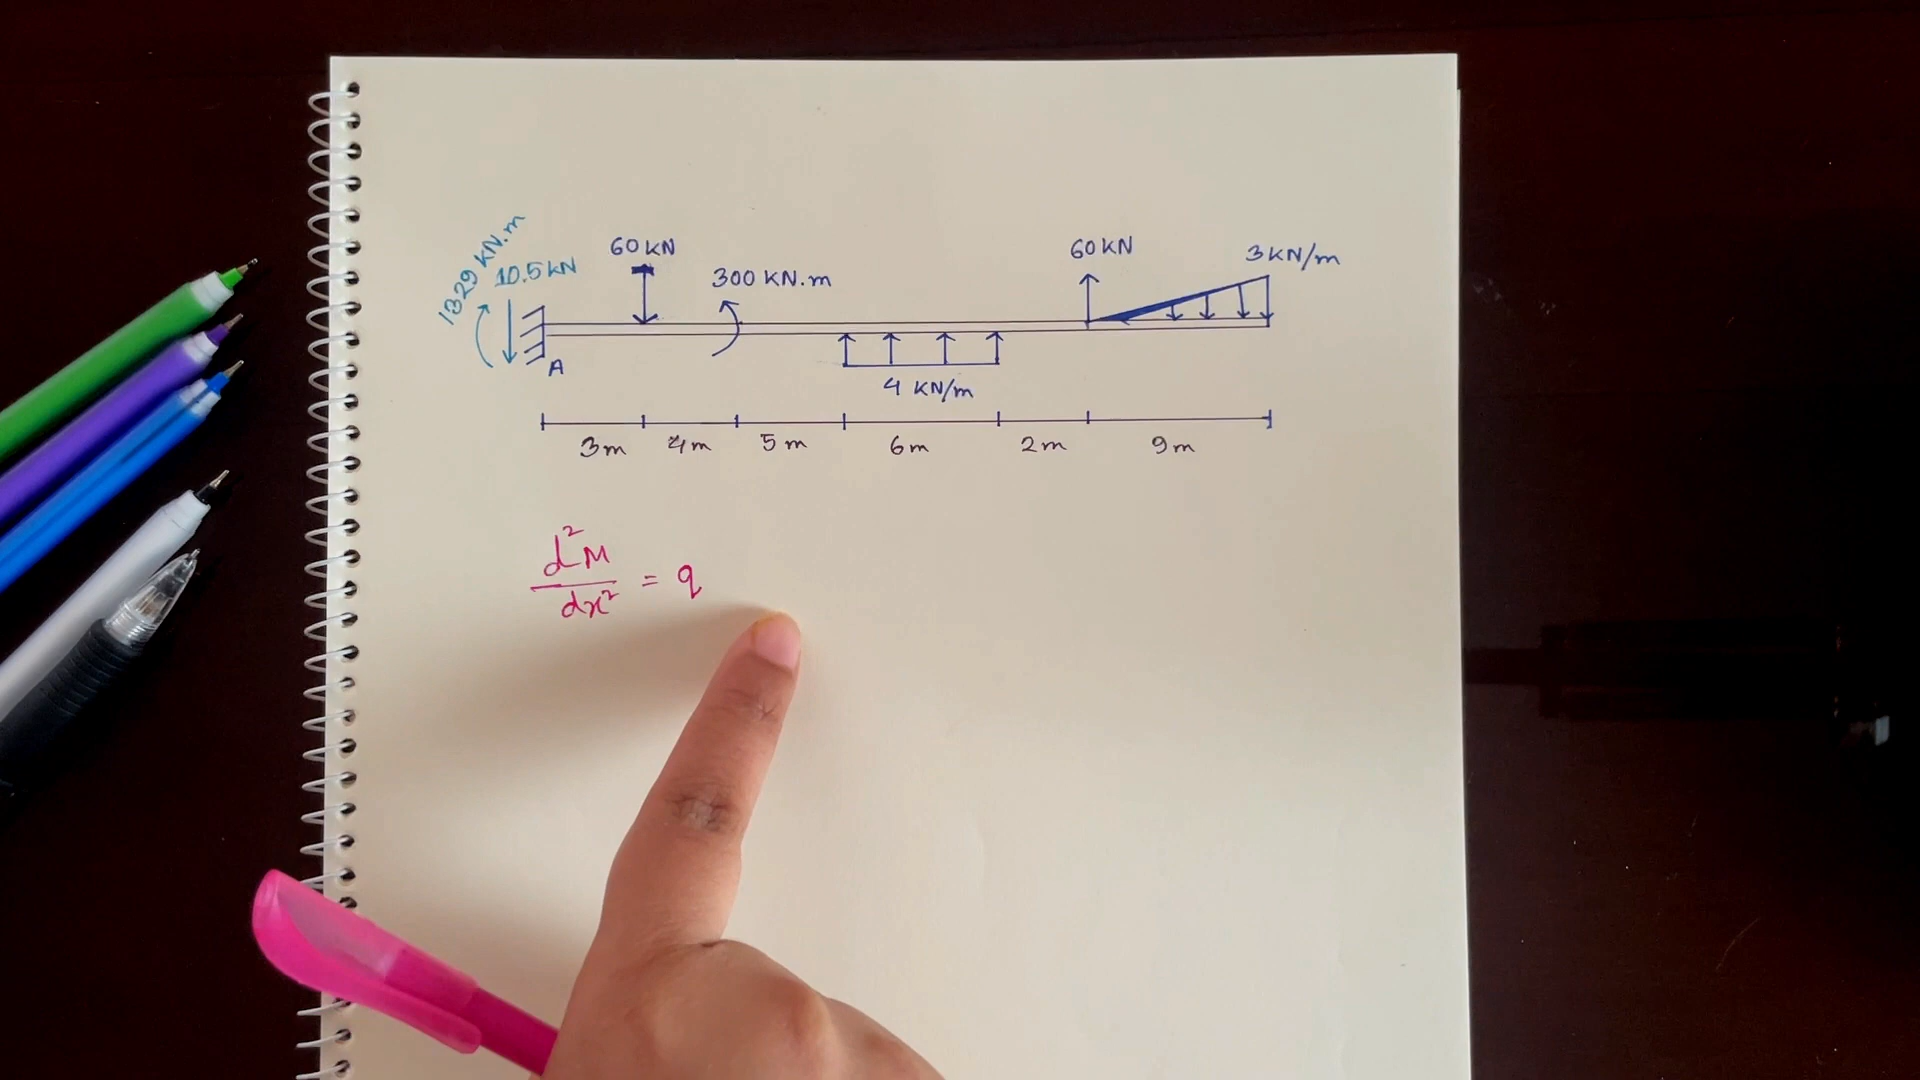 1329 KN.m
10.5 KN
60 KN
300 KN.m
60 KN
3 KN/m
A
4 KN/m
3m 4m 5m 6m 2m 9m
d²M/dx² = q